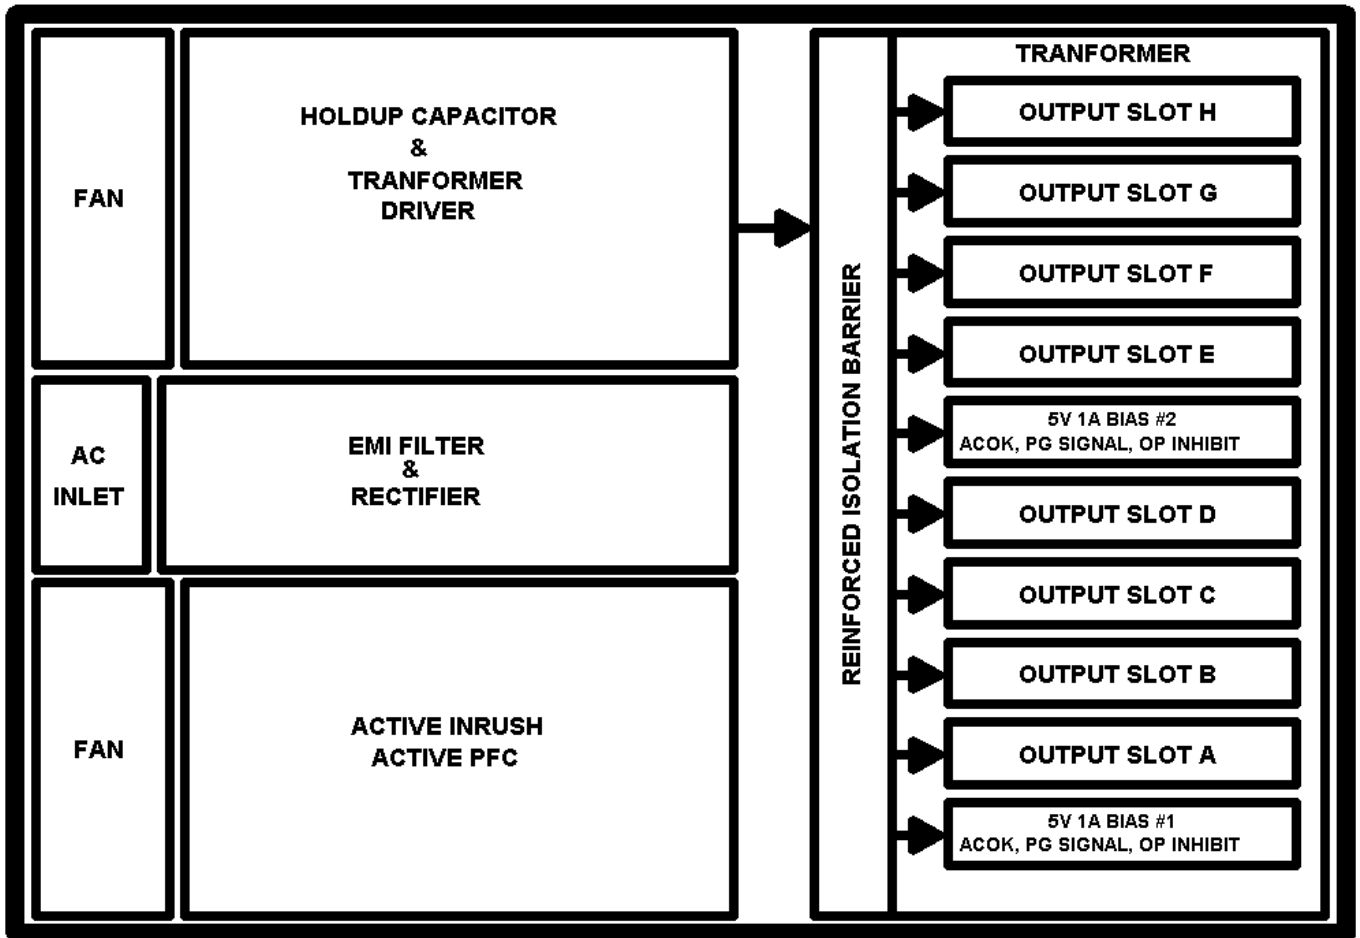 FAN
HOLDUP CAPACITOR
&
TRANFORMER
DRIVER
AC
INLET
EMI FILTER
&
RECTIFIER
FAN
ACTIVE INRUSH
ACTIVE PFC
REINFORCED ISOLATION BARRIER
TRANFORMER
OUTPUT SLOT H
OUTPUT SLOT G
OUTPUT SLOT F
OUTPUT SLOT E
5V 1A BIAS #2
ACOK, PG SIGNAL, OP INHIBIT
OUTPUT SLOT D
OUTPUT SLOT C
OUTPUT SLOT B
OUTPUT SLOT A
5V 1A BIAS #1
ACOK, PG SIGNAL, OP INHIBIT